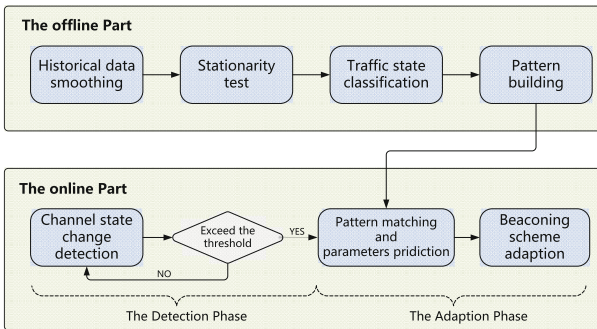 The offline Part
Historical data
smoothing
Stationarity
test
Traffic state
classification
Pattern
building
The online Part
Channel state
change
detection
Exceed the
threshold
YES
NO
Pattern matching
and
parameters pridiction
Beaconing
scheme
adaption
The Detection Phase
The Adaption Phase